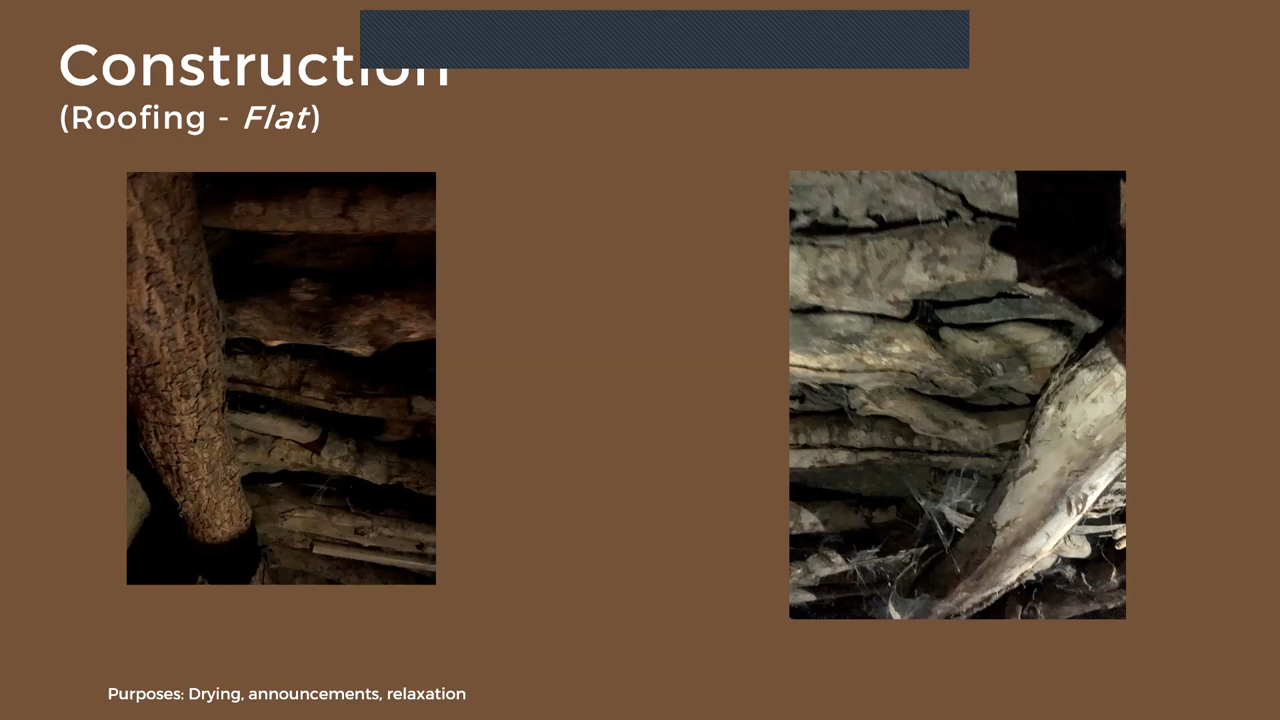 Construction
(Roofing - Flat)
Purposes: Drying, announcements, relaxation